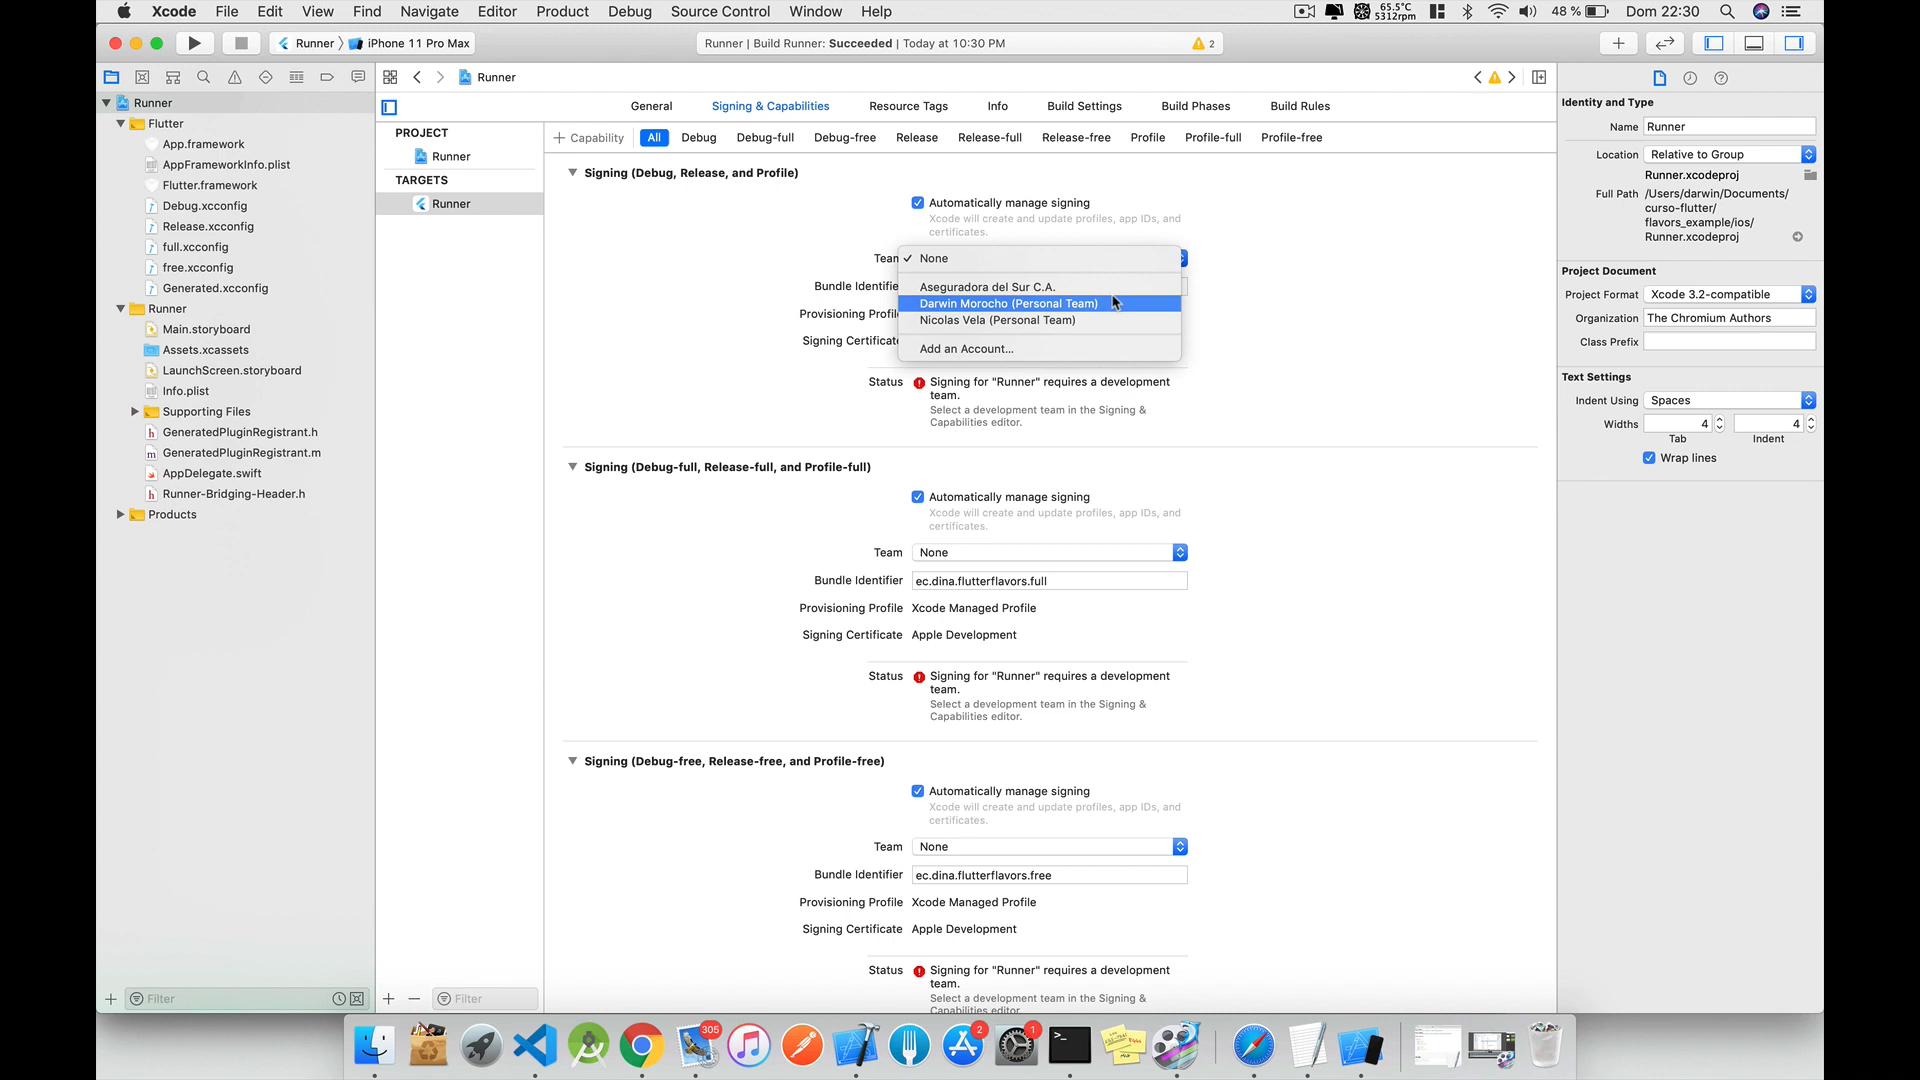 Xcode File Edit View Find Navigate Editor Product Debug Source Control Window Help 65.5°C 5312rpm 48 % Dom 22:30
Runner iPhone 11 Pro Max Runner | Build Runner: Succeeded | Today at 10:30 PM 2
Runner
General Signing & Capabilities Resource Tags Info Build Settings Build Phases Build Rules
Capability All Debug Debug-full Debug-free Release Release-full Release-free Profile Profile-full Profile-free
Runner
Flutter
App.framework
AppFrameworkInfo.plist
Flutter.framework
Debug.xcconfig
Release.xcconfig
full.xcconfig
free.xcconfig
Generated.xcconfig
Runner
Main.storyboard
Assets.xcassets
LaunchScreen.storyboard
Info.plist
Supporting Files
GeneratedPluginRegistrant.h
GeneratedPluginRegistrant.m
AppDelegate.swift
Runner-Bridging-Header.h
Products
Filter
PROJECT
Runner
TARGETS
Runner
Filter
Signing (Debug, Release, and Profile)
Automatically manage signing
Xcode will create and update profiles, app IDs, and
certificates.
Team
None
Aseguradora del Sur C.A.
Darwin Morocho (Personal Team)
Nicolas Vela (Personal Team)
Add an Account...
Bundle Identifie
Provisioning Profil
Signing Certificat
Status Signing for "Runner" requires a development
team.
Select a development team in the Signing &
Capabilities editor.
Signing (Debug-full, Release-full, and Profile-full)
Automatically manage signing
Xcode will create and update profiles, app IDs, and
certificates.
Team None
Bundle Identifier ec.dina.flutterflavors.full
Provisioning Profile Xcode Managed Profile
Signing Certificate Apple Development
Status Signing for "Runner" requires a development
team.
Select a development team in the Signing &
Capabilities editor.
Signing (Debug-free, Release-free, and Profile-free)
Automatically manage signing
Xcode will create and update profiles, app IDs, and
certificates.
Team None
Bundle Identifier ec.dina.flutterflavors.free
Provisioning Profile Xcode Managed Profile
Signing Certificate Apple Development
Status Signing for "Runner" requires a development
team.
Select a development team in the Signing &
Capabilities editor.
Identity and Type
Name Runner
Location Relative to Group
Runner.xcodeproj
Full Path /Users/darwin/Documents/
curso-flutter/
flavors_example/ios/
Runner.xcodeproj
Project Document
Project Format Xcode 3.2-compatible
Organization The Chromium Authors
Class Prefix
Text Settings
Indent Using Spaces
Widths 4 4
Tab Indent
Wrap lines
305 2 1